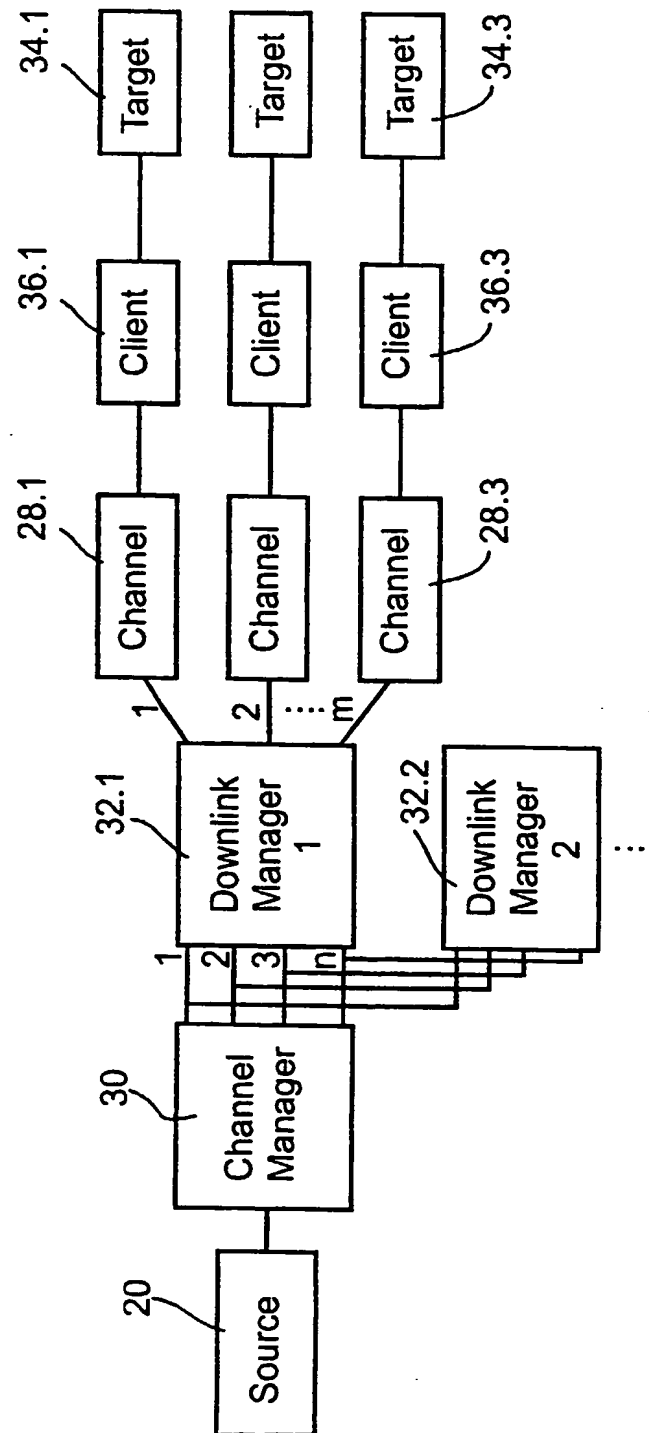 20
Source
30
Channel
Manager
1
2
3
n
32.1
Downlink
Manager
1
32.2
Downlink
Manager
2
⋮
1
2
.....
m
28.1
Channel
Channel
Channel
28.3
36.1
Client
Client
Client
36.3
34.1
Target
Target
Target
34.3